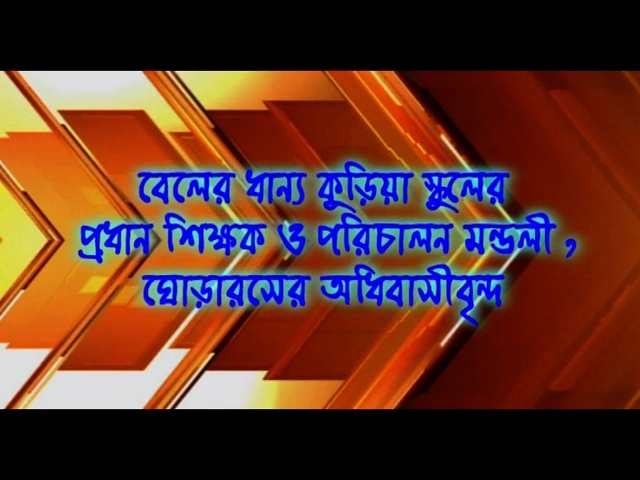 বেলের ধান্য কুড়িয়া স্কুলের
প্রধান শিক্ষক ও পরিচালন মন্ডলী ,
ঘোড়ারসের অধিবাসীবৃন্দ